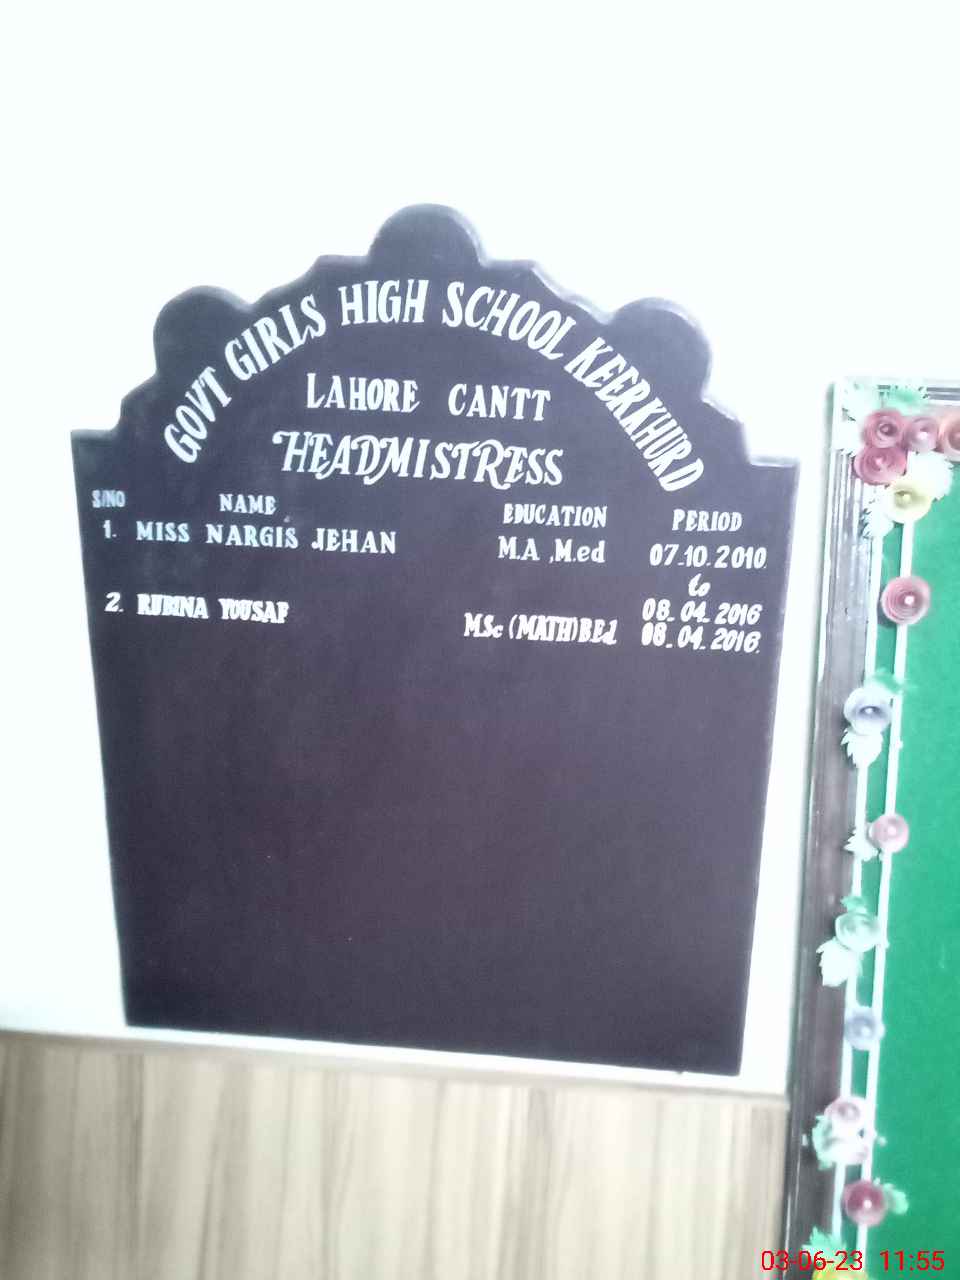 GOVT GIRLS HIGH SCHOOL KEERKHURD
LAHORE CANTT
HEADMISTRESS
S/NO NAME EDUCATION PERIOD
1. MISS NARGIS JEHAN M.A ,M.ed 07.10.2010.
to
08.04.2016
2. RUBINA YOUSAF M.Sc (MATH) B.Ed 08.04.2016.
03-06-23 11:55